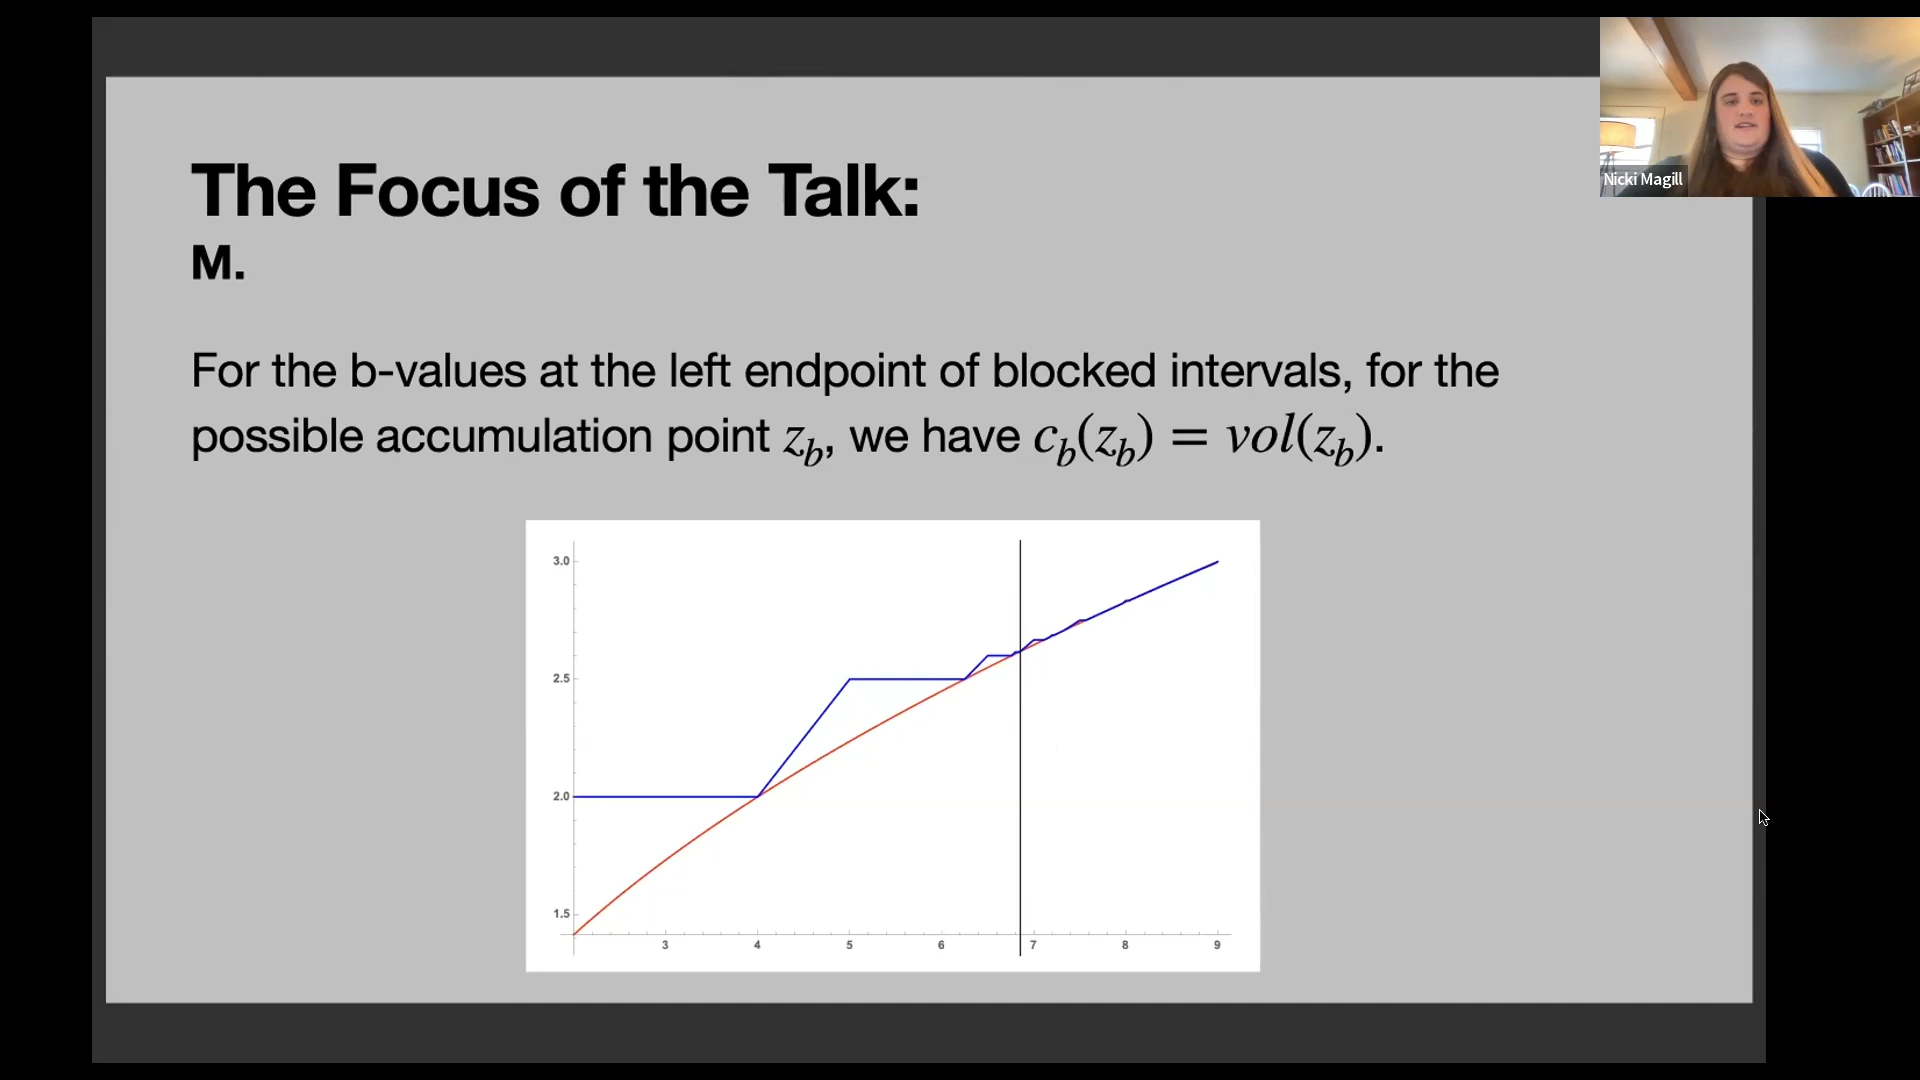 Nicki Magill
The Focus of the Talk:
M.
For the b-values at the left endpoint of blocked intervals, for the
possible accumulation point z_b, we have c_b(z_b) = vol(z_b).
3.0
2.5
2.0
1.5
3 4 5 6 7 8 9